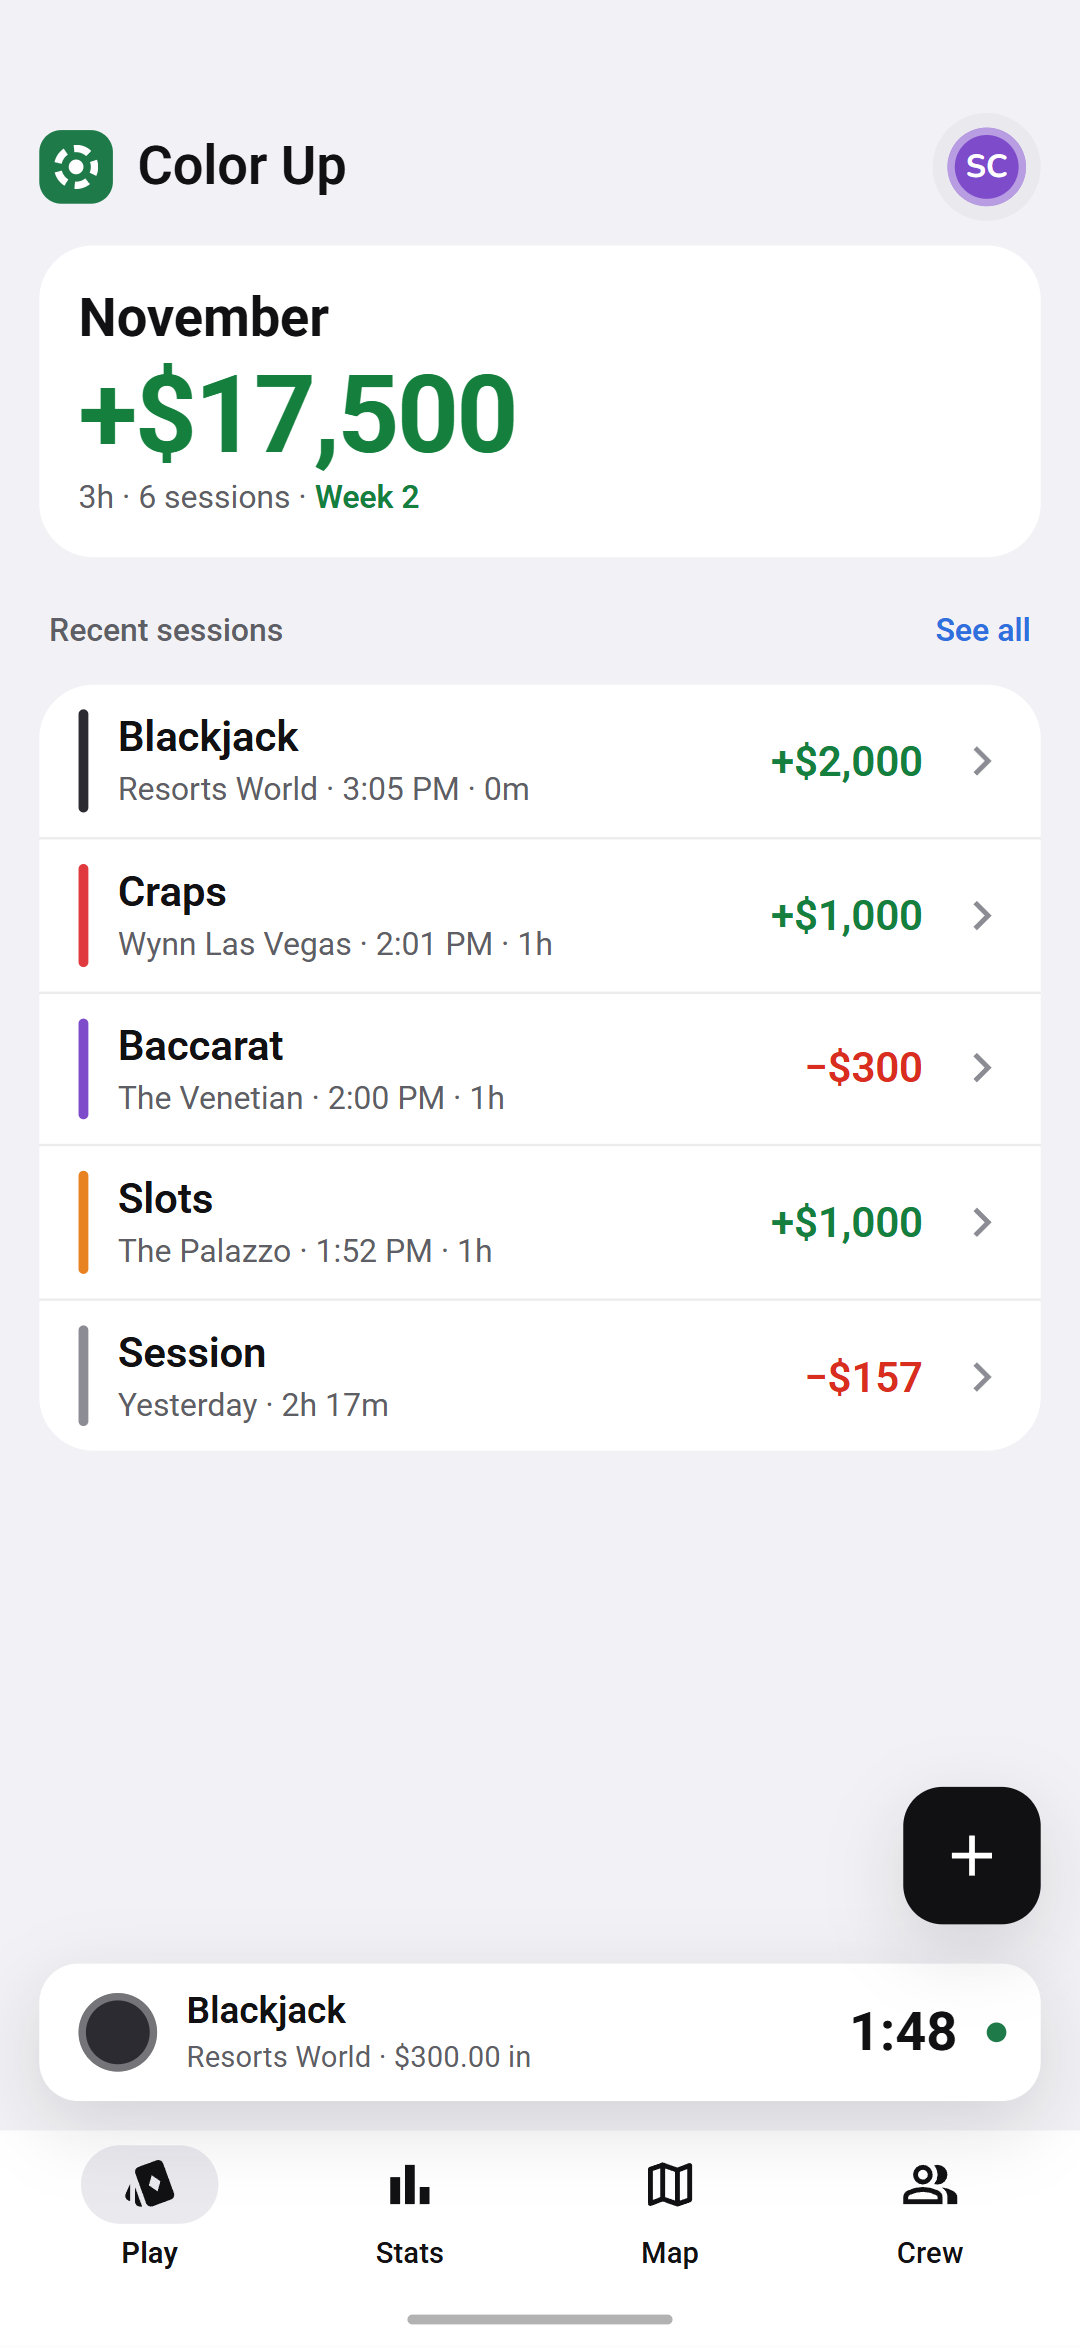 Color Up
SC
November
+$17,500
3h · 6 sessions · Week 2
Recent sessions
See all
Blackjack
Resorts World · 3:05 PM · 0m
+$2,000
Craps
Wynn Las Vegas · 2:01 PM · 1h
+$1,000
Baccarat
The Venetian · 2:00 PM · 1h
−$300
Slots
The Palazzo · 1:52 PM · 1h
+$1,000
Session
Yesterday · 2h 17m
−$157
Blackjack
Resorts World · $300.00 in
1:48
Play
Stats
Map
Crew